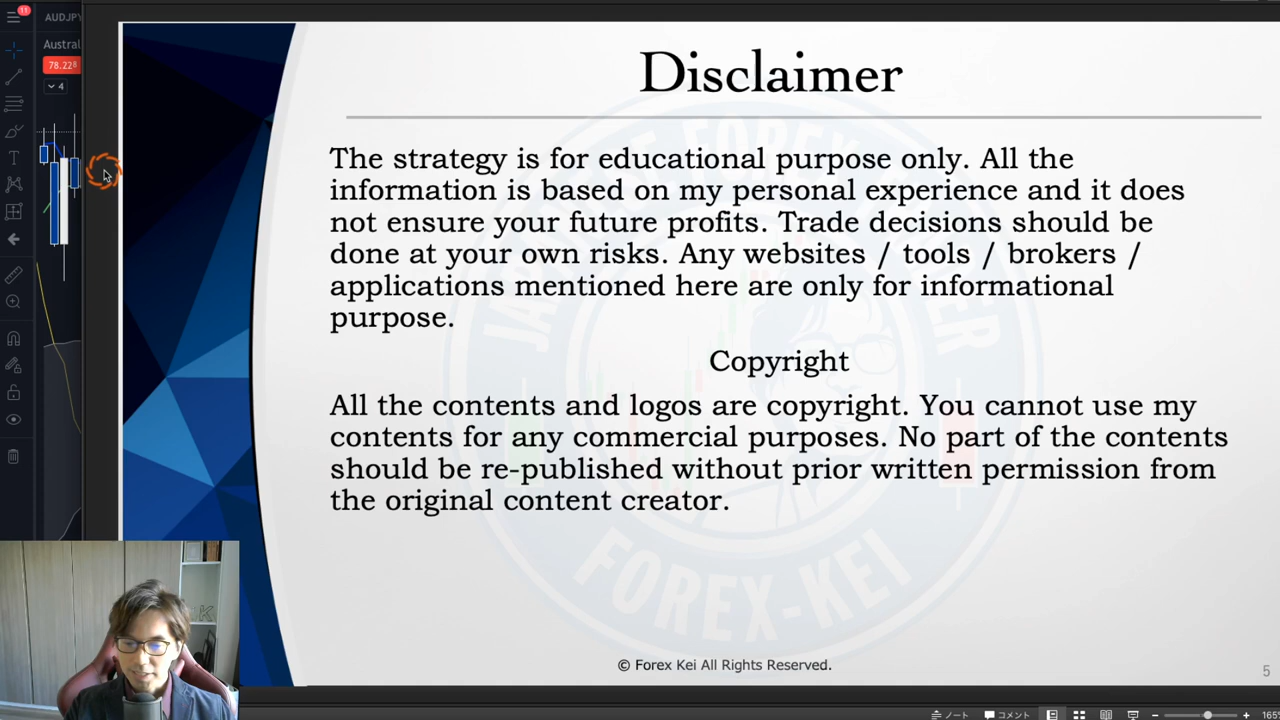 11
AUDJPY
Austral
78.228
4
Disclaimer
The strategy is for educational purpose only. All the
information is based on my personal experience and it does
not ensure your future profits. Trade decisions should be
done at your own risks. Any websites / tools / brokers /
applications mentioned here are only for informational
purpose.
Copyright
All the contents and logos are copyright. You cannot use my
contents for any commercial purposes. No part of the contents
should be re-published without prior written permission from
the original content creator.
FOREX-KEI
© Forex Kei All Rights Reserved.
5
ノート
コメント